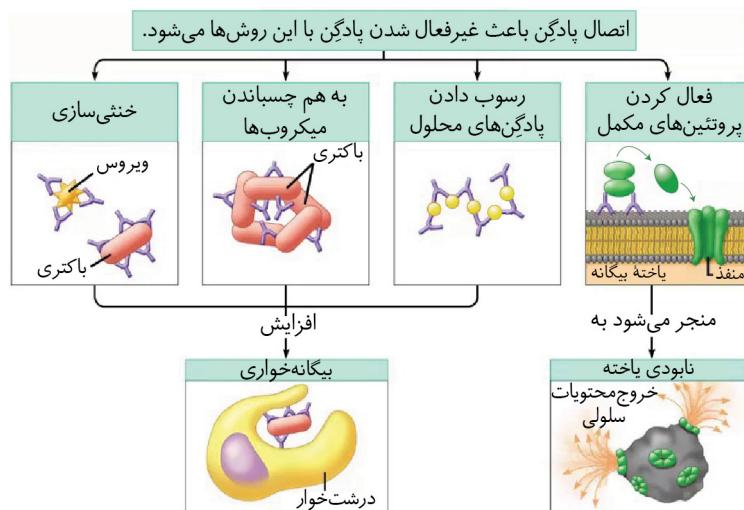 اتصال پادگِن باعث غیرفعال شدن پادگِن با این روش‌ها می‌شود.
فعال کردن
پروتئین‌های مکمل
رسوب دادن
پادگِن‌های محلول
به هم چسباندن
میکروب‌ها
خنثی‌سازی
یاختهٔ بیگانه
منفذ
باکتری
ویروس
باکتری
منجر می‌شود به
افزایش
نابودی یاخته
خروج محتویات
سلولی
بیگانه‌خواری
درشت‌خوار